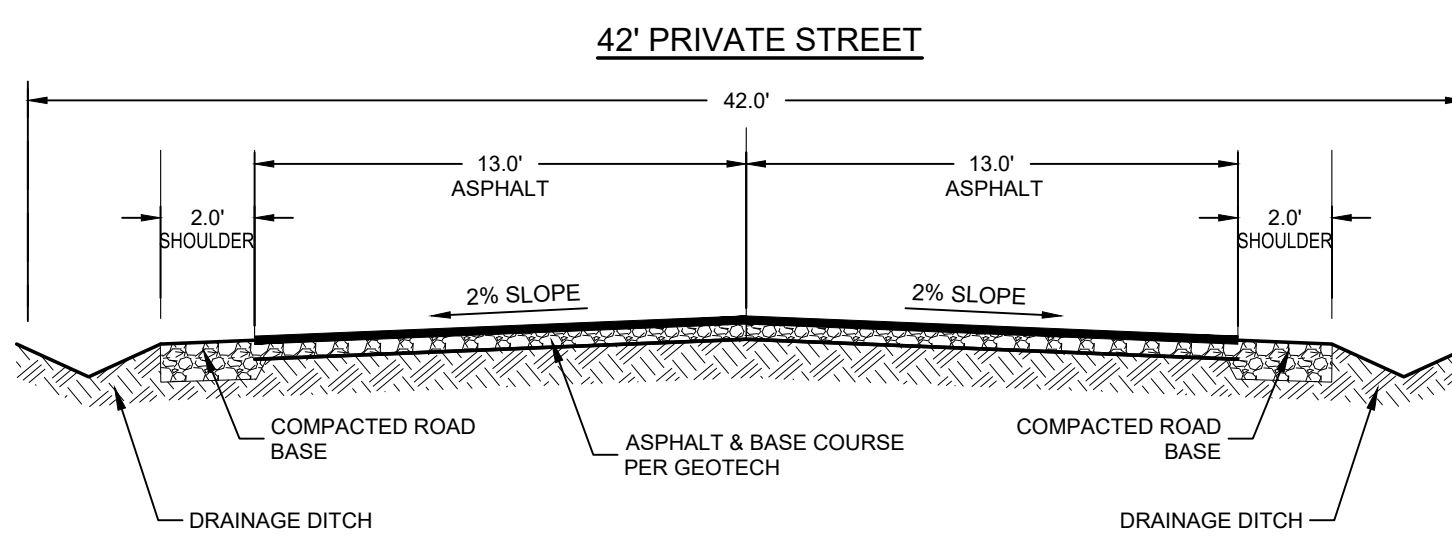 42' PRIVATE STREET
42.0'
13.0'
ASPHALT
13.0'
ASPHALT
2.0'
SHOULDER
2.0'
SHOULDER
2% SLOPE
2% SLOPE
COMPACTED ROAD
BASE
ASPHALT & BASE COURSE
PER GEOTECH
COMPACTED ROAD
BASE
DRAINAGE DITCH
DRAINAGE DITCH